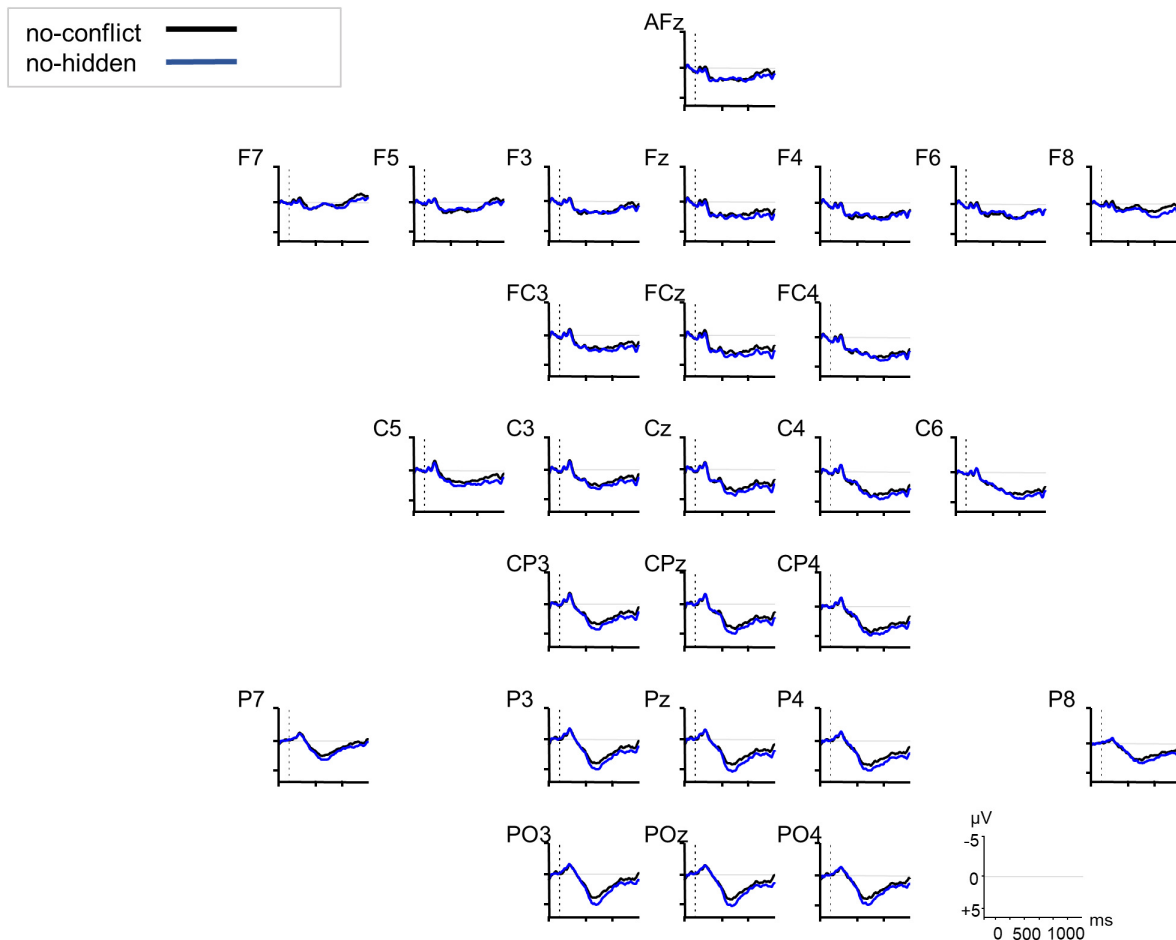 no-conflict
no-hidden
AFz
F7 F5 F3 Fz F4 F6 F8
FC3 FCz FC4
C5 C3 Cz C4 C6
CP3 CPz CP4
P7 P3 Pz P4 P8
PO3 POz PO4
µV
-5
0
+5
0 500 1000 ms